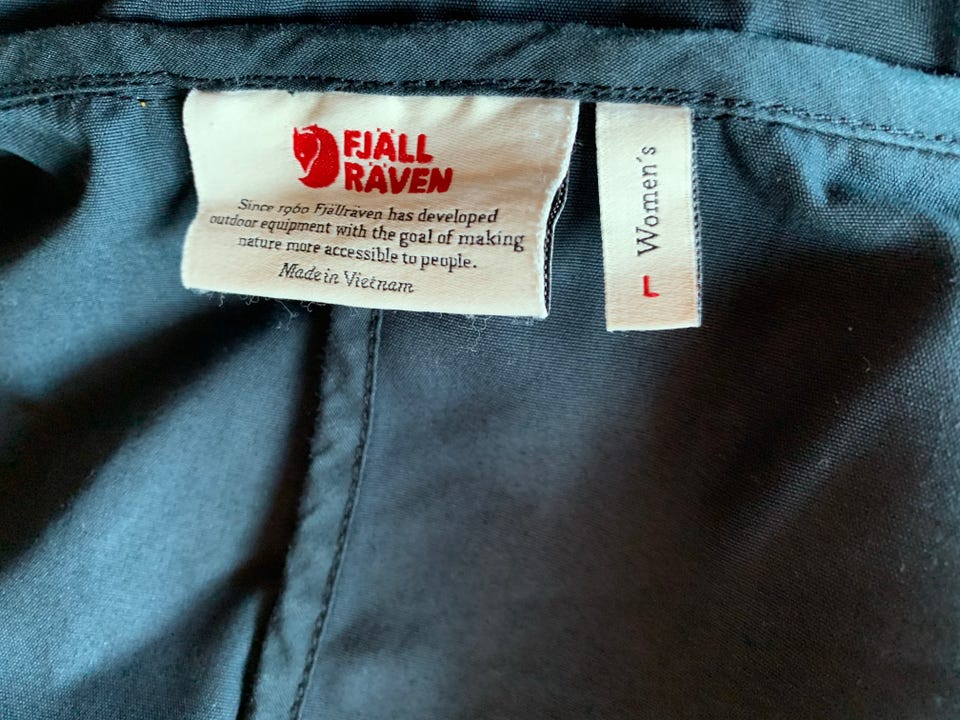 FJÄLL
RÄVEN
Since 1960 Fjällräven has developed
outdoor equipment with the goal of making
nature more accessible to people.
Made in Vietnam
Women's
L